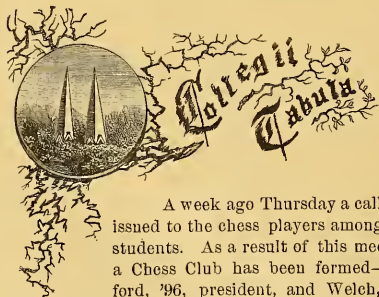 Collegii
Tabula
A week ago Thursday a call
issued to the chess players among
students. As a result of this mee
a Chess Club has been formed—
ford, '96, president, and Welch,